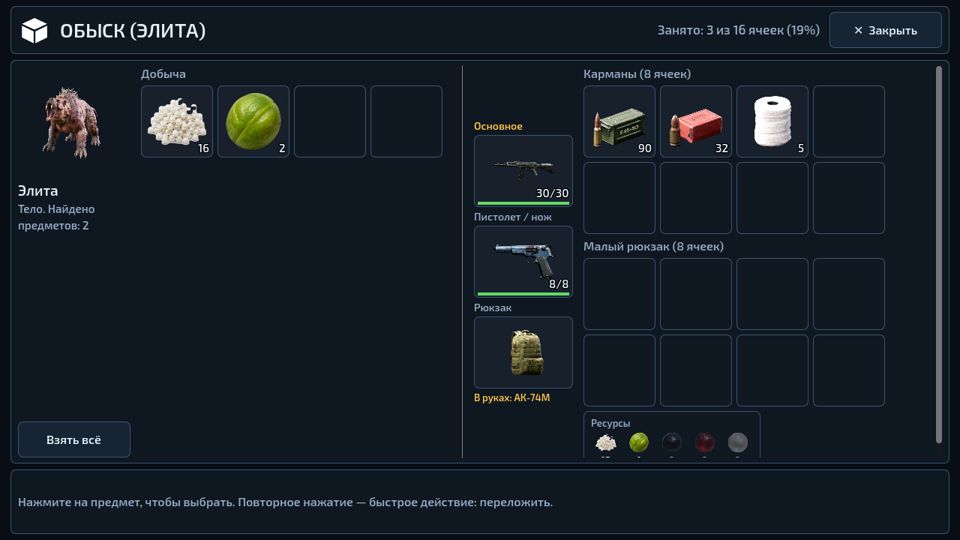 ОБЫСК (ЭЛИТА)
Занято: 3 из 16 ячеек (19%)
✕ Закрыть
Добыча
16
2
Элита
Тело. Найдено
предметов: 2
Взять всё
Основное
30/30
Пистолет / нож
8/8
Рюкзак
В руках: АК-74М
Карманы (8 ячеек)
90
32
5
Малый рюкзак (8 ячеек)
Ресурсы
Нажмите на предмет, чтобы выбрать. Повторное нажатие — быстрое действие: переложить.